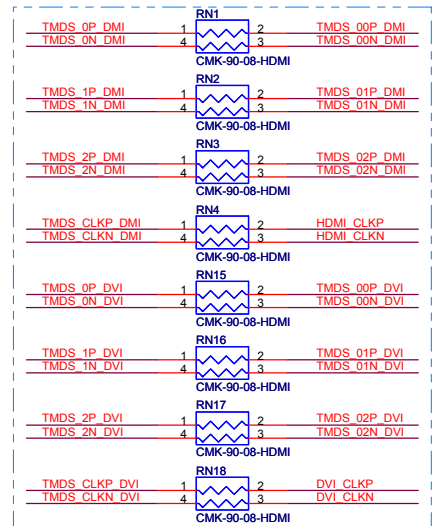 RN1
TMDS_0P_DMI 1 2 TMDS_00P_DMI
TMDS_0N_DMI 4 3 TMDS_00N_DMI
CMK-90-08-HDMI
RN2
TMDS_1P_DMI 1 2 TMDS_01P_DMI
TMDS_1N_DMI 4 3 TMDS_01N_DMI
CMK-90-08-HDMI
RN3
TMDS_2P_DMI 1 2 TMDS_02P_DMI
TMDS_2N_DMI 4 3 TMDS_02N_DMI
CMK-90-08-HDMI
RN4
TMDS_CLKP_DMI 1 2 HDMI_CLKP
TMDS_CLKN_DMI 4 3 HDMI_CLKN
CMK-90-08-HDMI
RN15
TMDS_0P_DVI 1 2 TMDS_00P_DVI
TMDS_0N_DVI 4 3 TMDS_00N_DVI
CMK-90-08-HDMI
RN16
TMDS_1P_DVI 1 2 TMDS_01P_DVI
TMDS_1N_DVI 4 3 TMDS_01N_DVI
CMK-90-08-HDMI
RN17
TMDS_2P_DVI 1 2 TMDS_02P_DVI
TMDS_2N_DVI 4 3 TMDS_02N_DVI
CMK-90-08-HDMI
RN18
TMDS_CLKP_DVI 1 2 DVI_CLKP
TMDS_CLKN_DVI 4 3 DVI_CLKN
CMK-90-08-HDMI